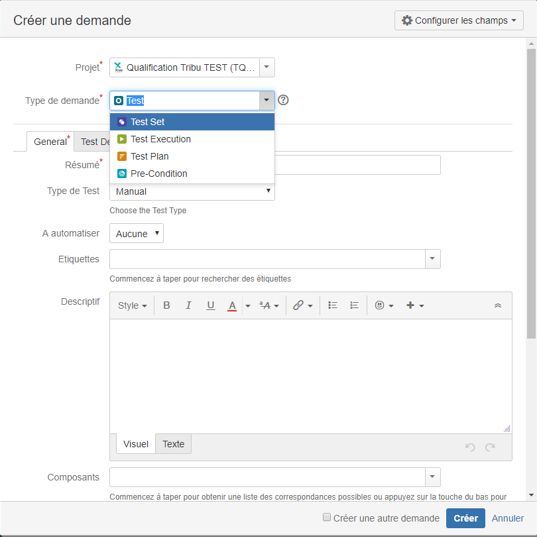 Créer une demande
Configurer les champs
Projet*
Qualification Tribu TEST (TQ...
Type de demande*
Test
Test Set
Test Execution
Test Plan
Pre-Condition
General*
Test De
Résumé*
Type de Test
Manual
Choose the Test Type
A automatiser
Aucune
Etiquettes
Commencez à taper pour rechercher des étiquettes
Descriptif
Style B I U A ªA
Visuel Texte
Composants
Commencez à taper pour obtenir une liste des correspondances possibles ou appuyez sur la touche du bas pour
Créer une autre demande Créer Annuler